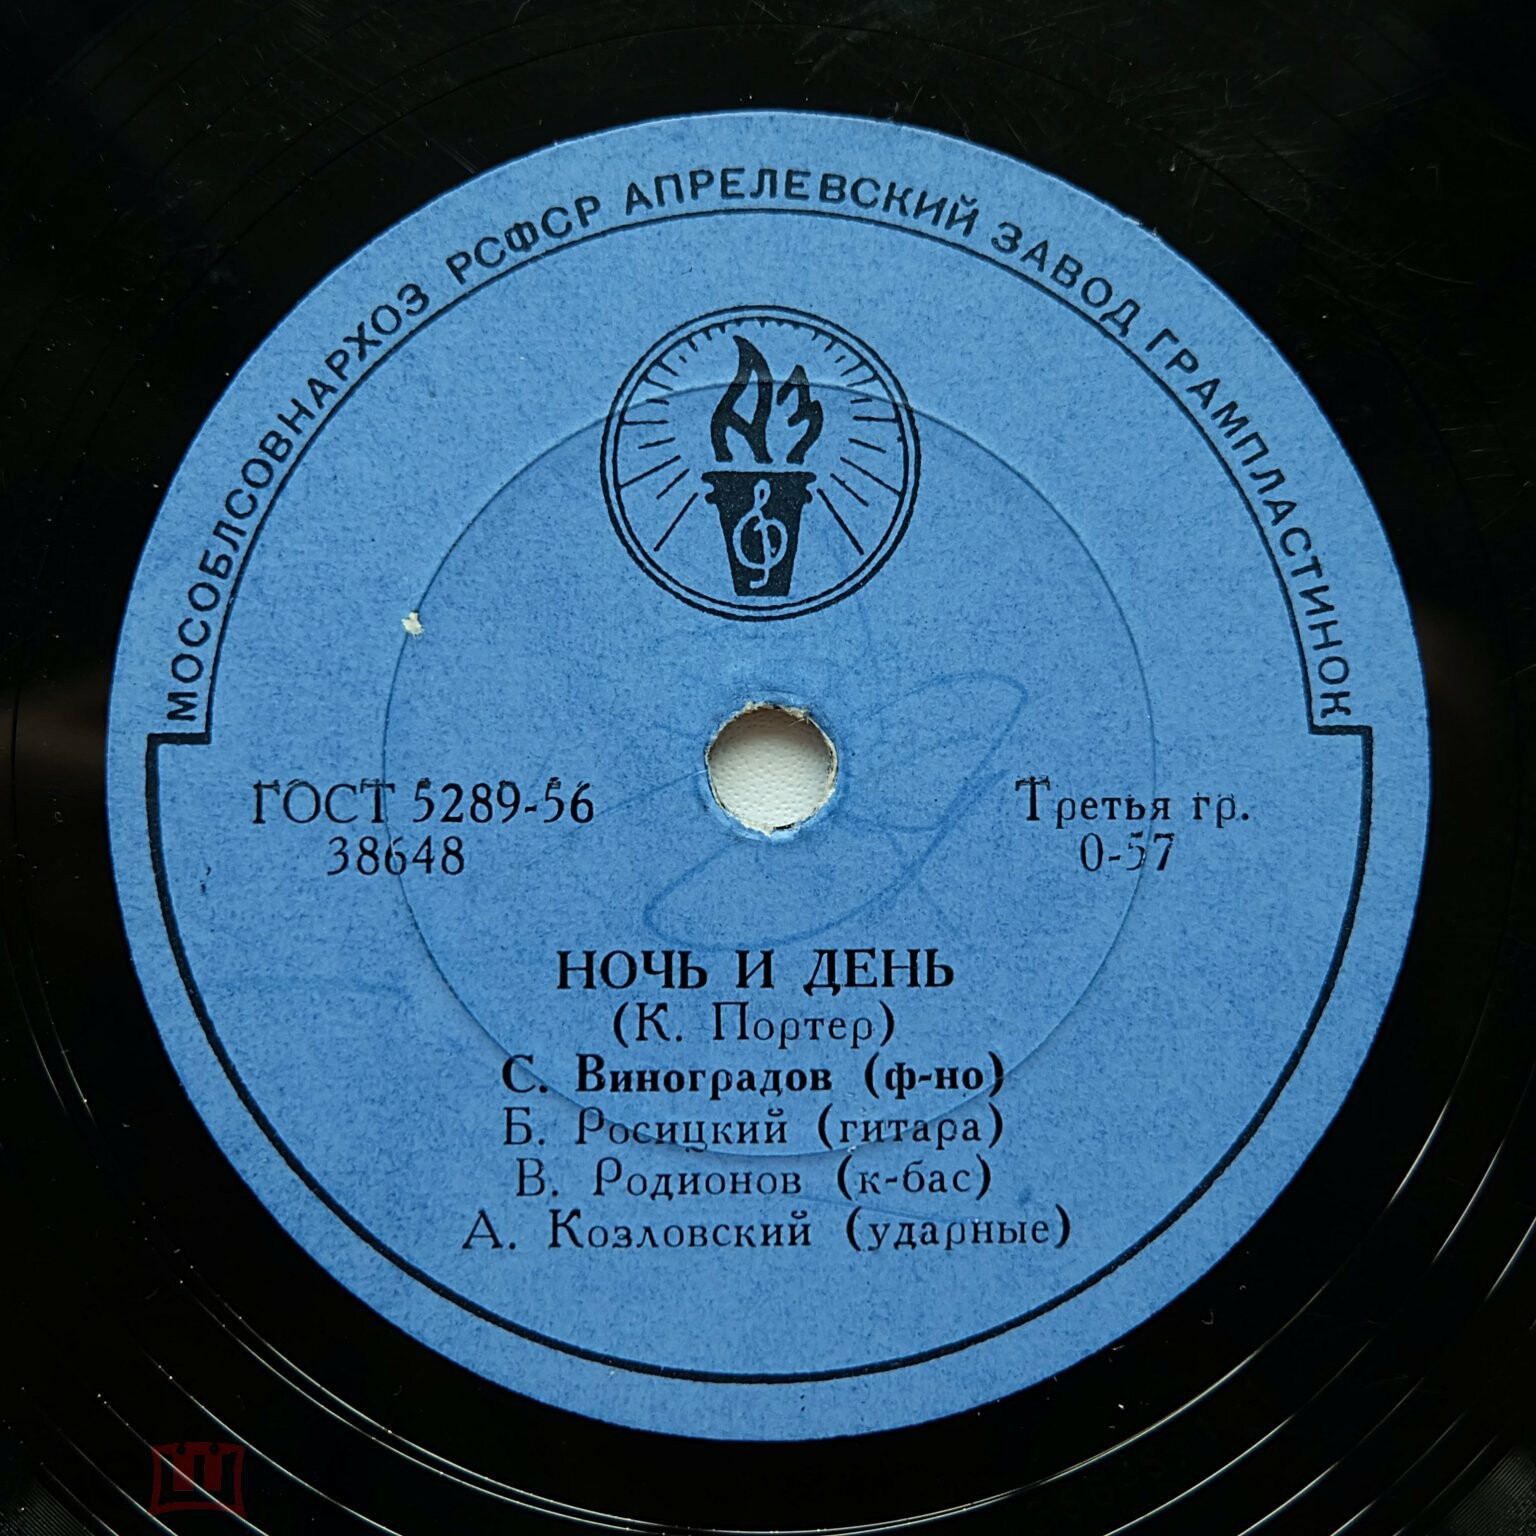 МОСОБЛСОВНАРХОЗ РСФСР АПРЕЛЕВСКИЙ ЗАВОД ГРАМПЛАСТИНОК
АЗ
ГОСТ 5289-56
38648
Третья гр.
0-57
НОЧЬ И ДЕНЬ
(К. Портер)
С. Виноградов (ф-но)
Б. Росицкий (гитара)
В. Родионов (к-бас)
А. Козловский (ударные)